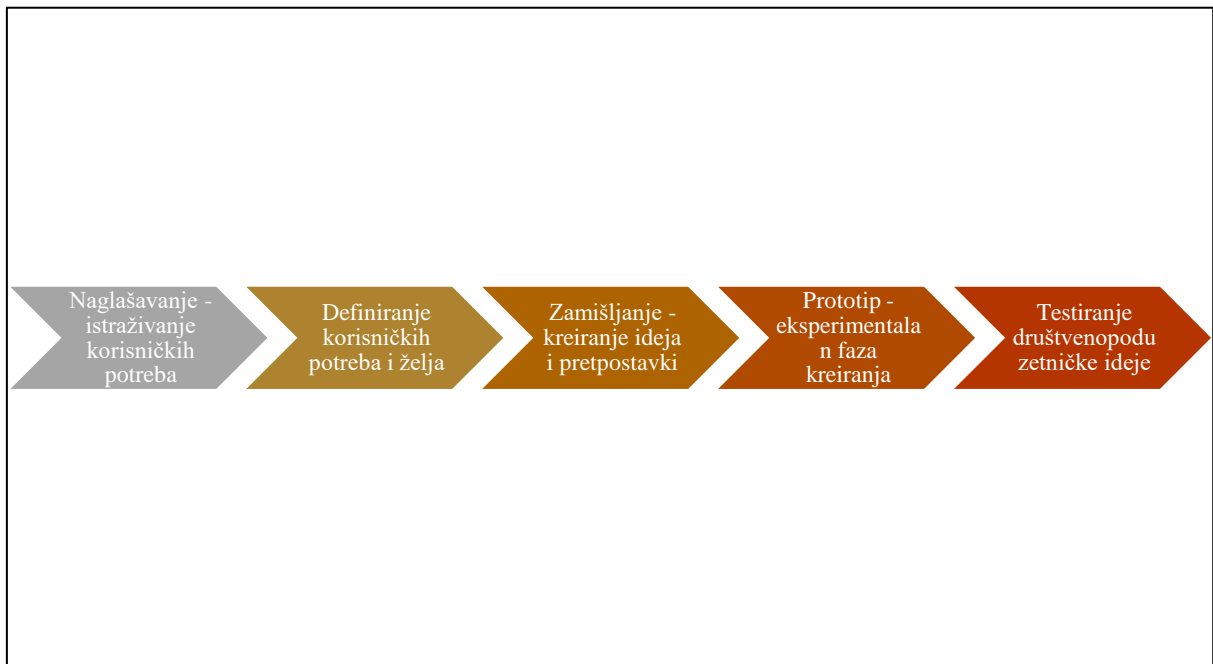 Naglašavanje -
istraživanje
korisničkih
potreba
Definiranje
korisničkih
potreba i želja
Zamišljanje -
kreiranje ideja
i pretpostavki
Prototip -
eksperimentala
n faza
kreiranja
Testiranje
društvenopodu
zetničke ideje